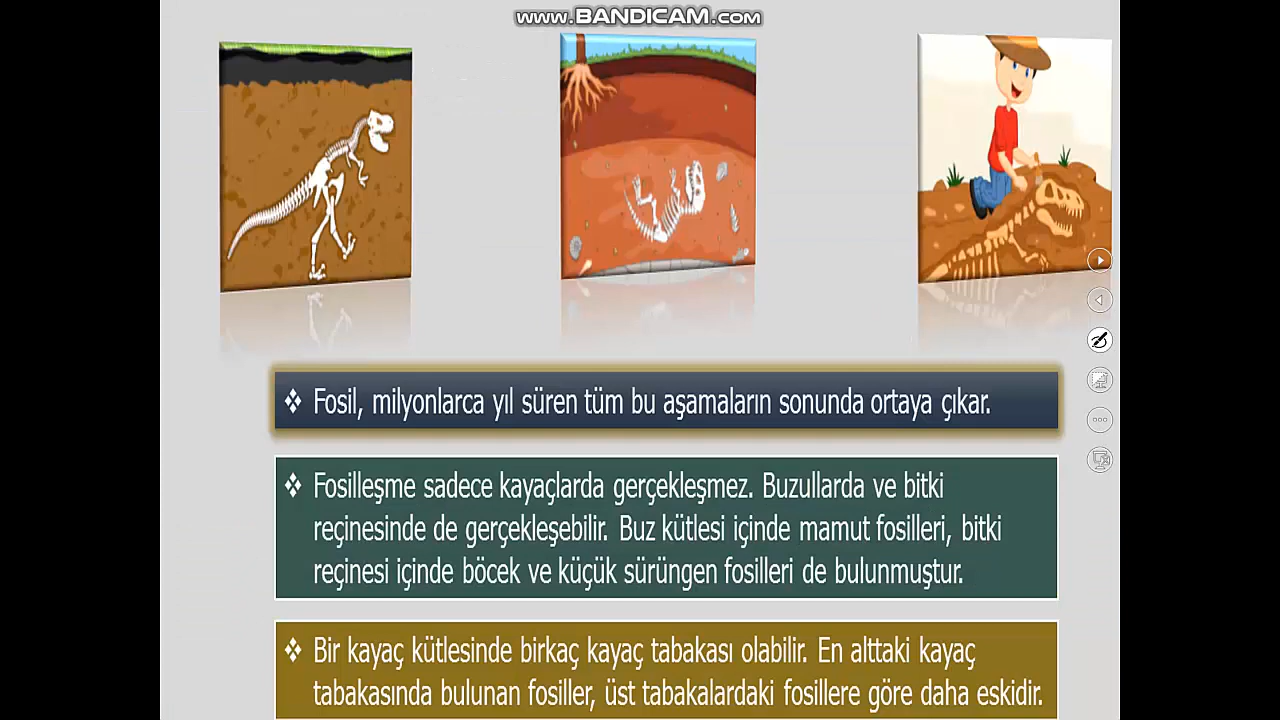 www.BANDICAM.com
❖ Fosil, milyonlarca yıl süren tüm bu aşamaların sonunda ortaya çıkar.
❖ Fosilleşme sadece kayaçlarda gerçekleşmez. Buzullarda ve bitki
reçinesinde de gerçekleşebilir. Buz kütlesi içinde mamut fosilleri, bitki
reçinesi içinde böcek ve küçük sürüngen fosilleri de bulunmuştur.
❖ Bir kayaç kütlesinde birkaç kayaç tabakası olabilir. En alttaki kayaç
tabakasında bulunan fosiller, üst tabakalardaki fosillere göre daha eskidir.